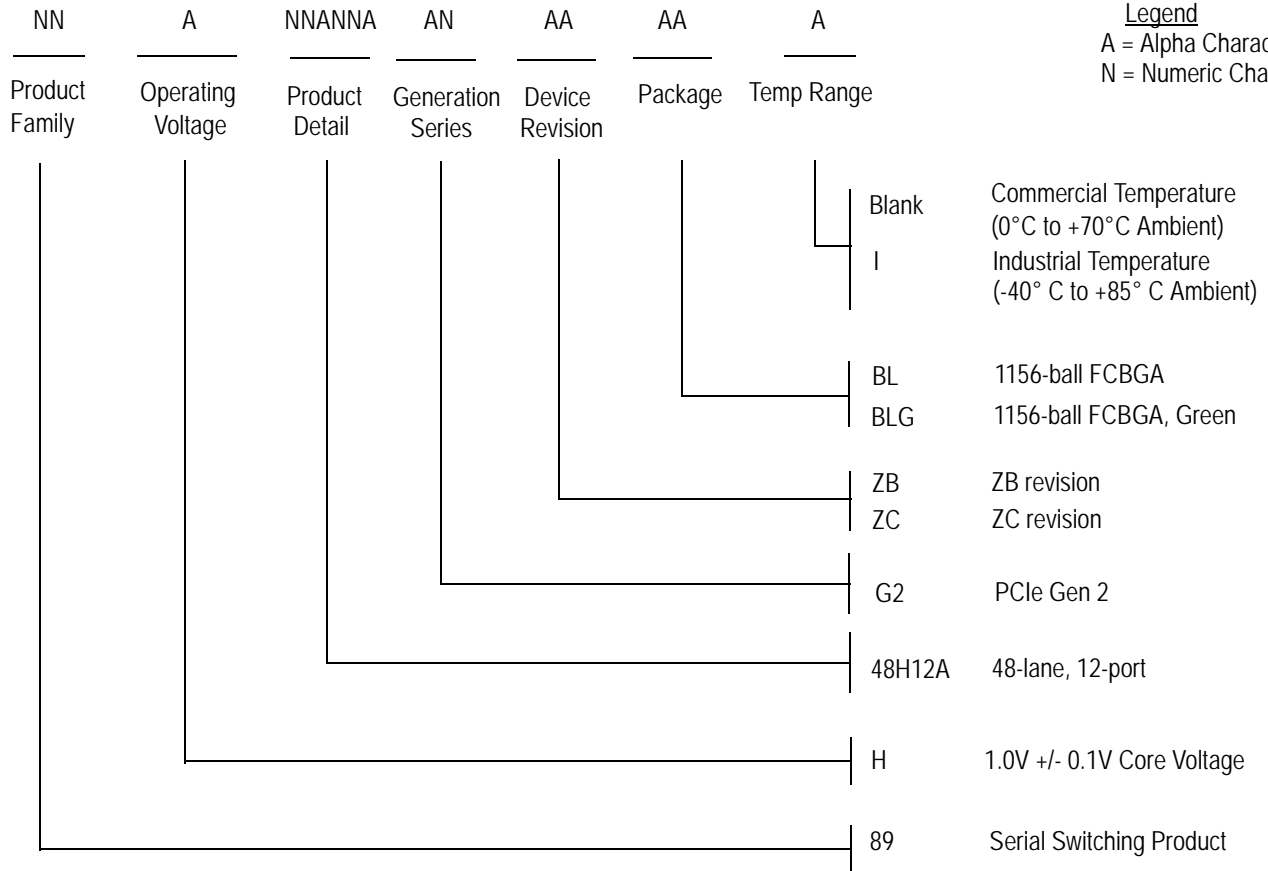 NN A NNANNA AN AA AA A
Legend
A = Alpha
N = Numeric
Product Family
Operating Voltage
Product Detail
Generation Series
Device Revision
Package
Temp Range
Blank Commercial Temperature
(0°C to +70°C Ambient)
I Industrial Temperature
(-40° C to +85° C Ambient)
BL 1156-ball FCBGA
BLG 1156-ball FCBGA, Green
ZB ZB revision
ZC ZC revision
G2 PCIe Gen 2
48H12A 48-lane, 12-port
H 1.0V +/- 0.1V Core Voltage
89 Serial Switching Product